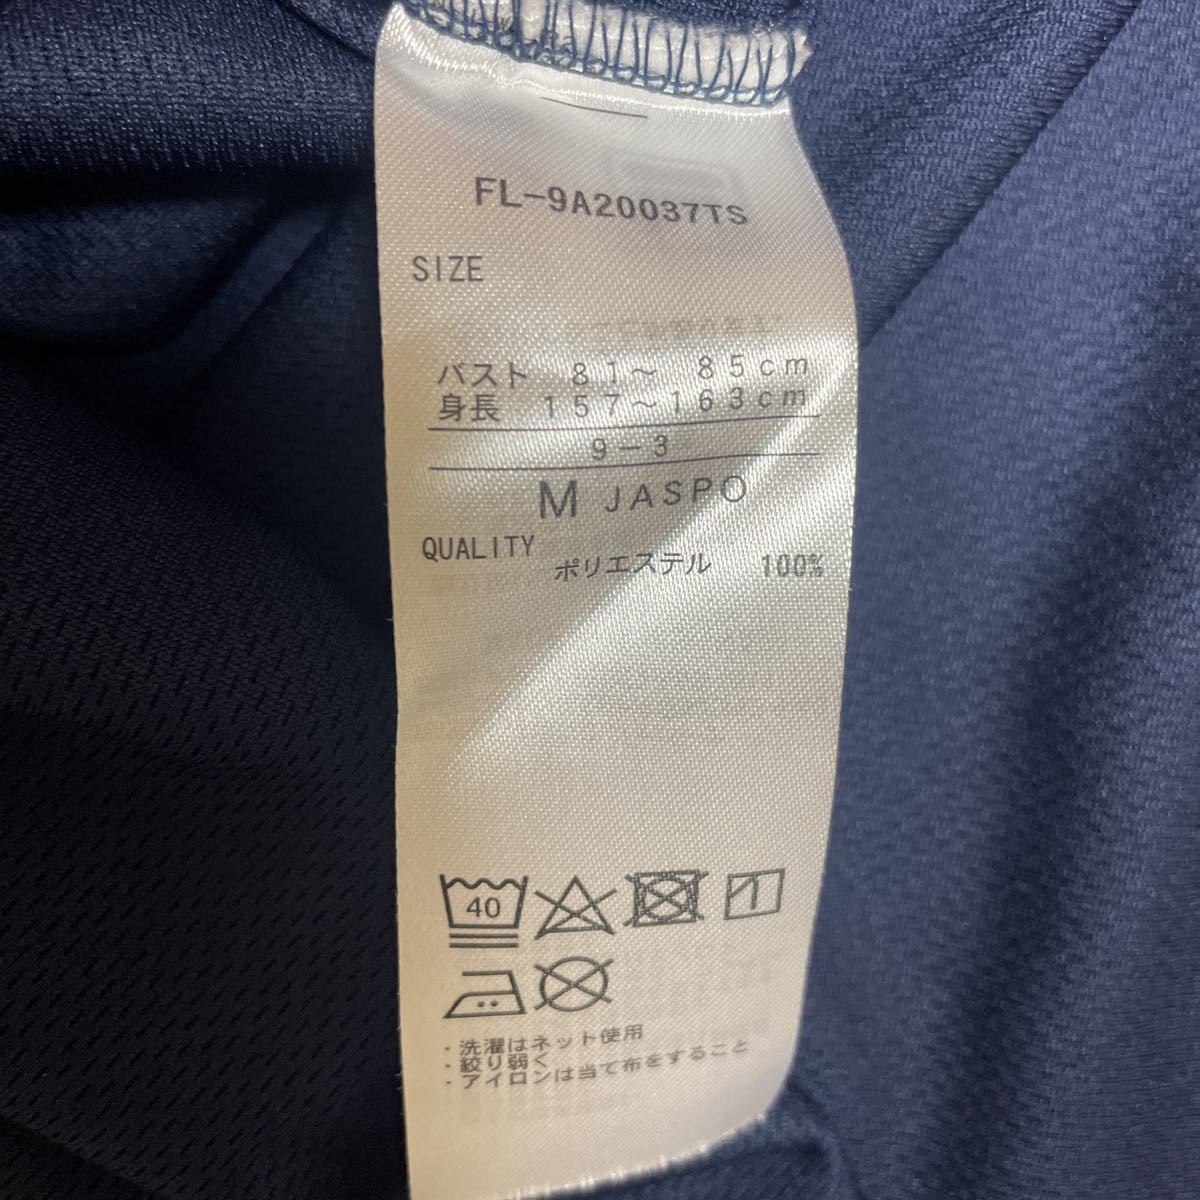 FL-9A20037TS
SIZE
バスト 81〜 85cm
身長 157〜163cm
9-3
M JASPO
QUALITY
ポリエステル 100%
40
・洗濯はネット使用
・絞り弱く
・アイロンは当て布をすること